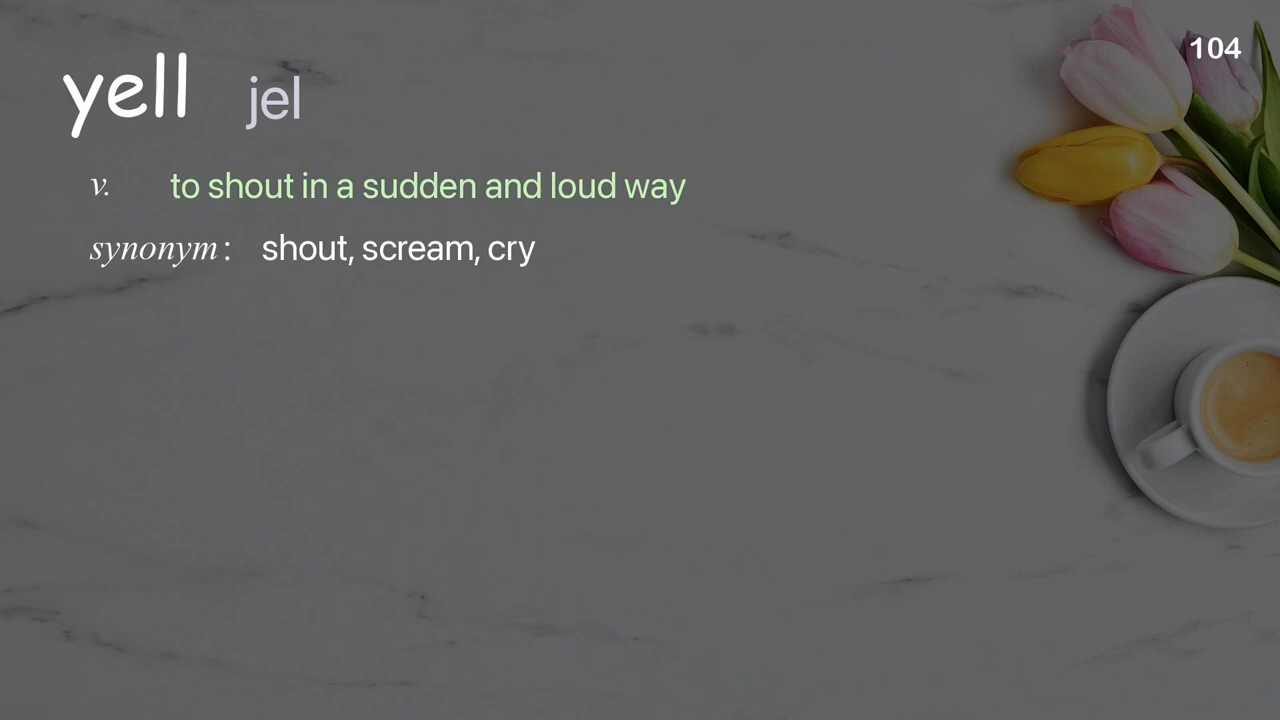 104
yell jel
v. to shout in a sudden and loud way
synonym: shout, scream, cry